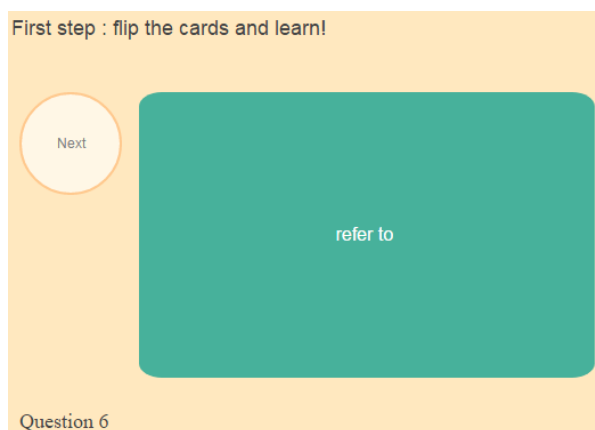 First step : flip the cards and learn!
Next
refer to
Question 6